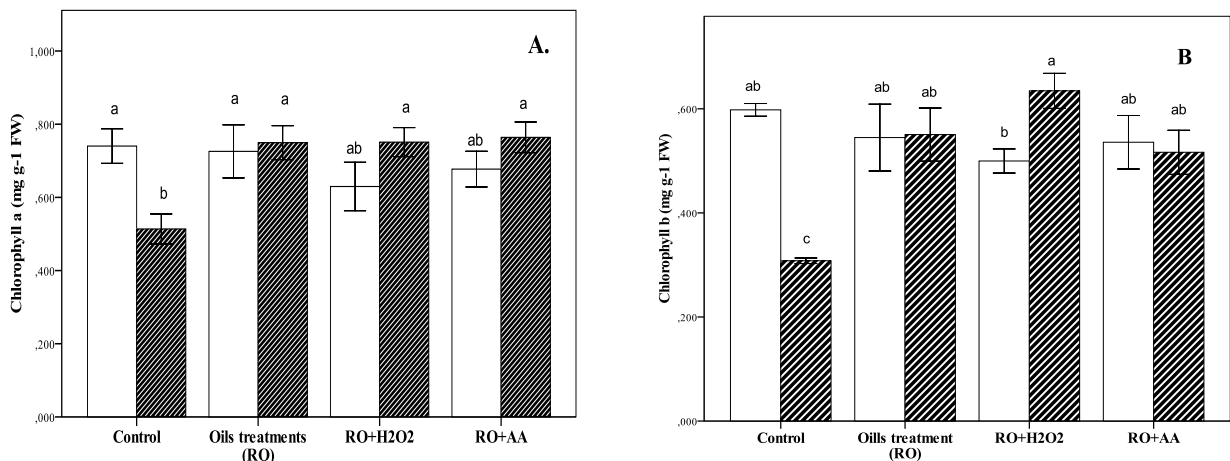 A.
Chlorophyll a (mg g-1 FW)
1,000
,800
,600
,400
,200
,000
a
b
a
a
ab
a
ab
a
Control
Oils treatments
(RO)
RO+H2O2
RO+AA
B
Chlorophyll b (mg g-1 FW)
,600
,400
,200
,000
ab
c
ab
ab
b
a
ab
ab
Control
Oills treatment
(RO)
RO+H2O2
RO+AA